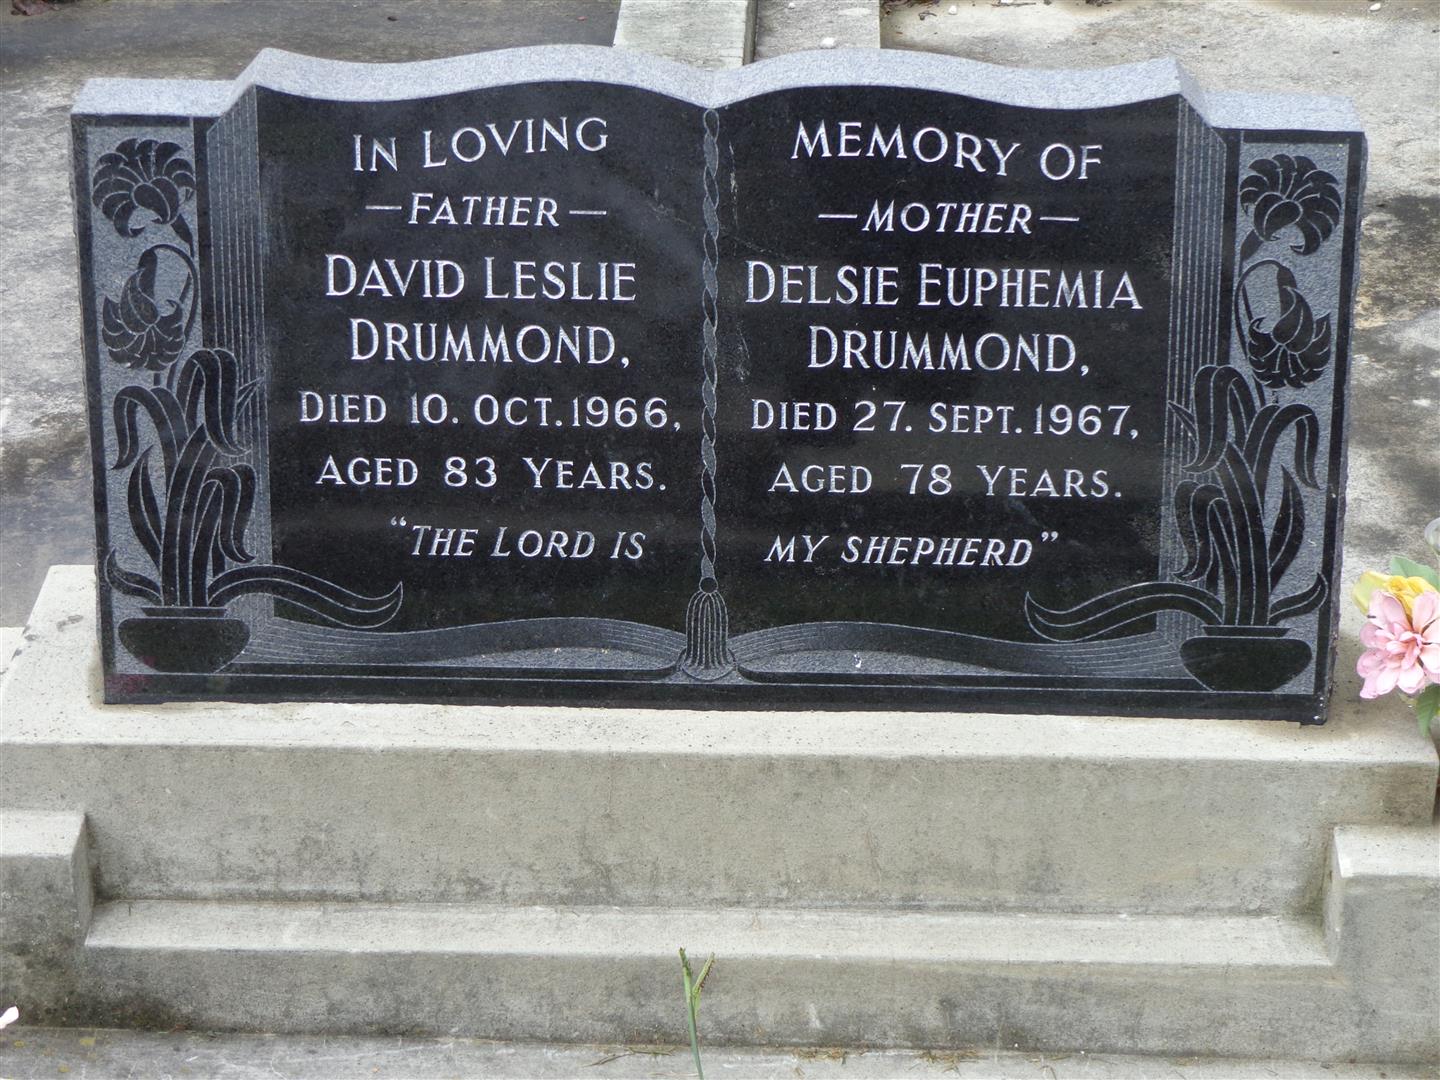 IN LOVING
— FATHER —
DAVID LESLIE
DRUMMOND,
DIED 10. OCT. 1966,
AGED 83 YEARS.
"THE LORD IS
MEMORY OF
— MOTHER —
DELSIE EUPHEMIA
DRUMMOND,
DIED 27. SEPT. 1967,
AGED 78 YEARS.
MY SHEPHERD"